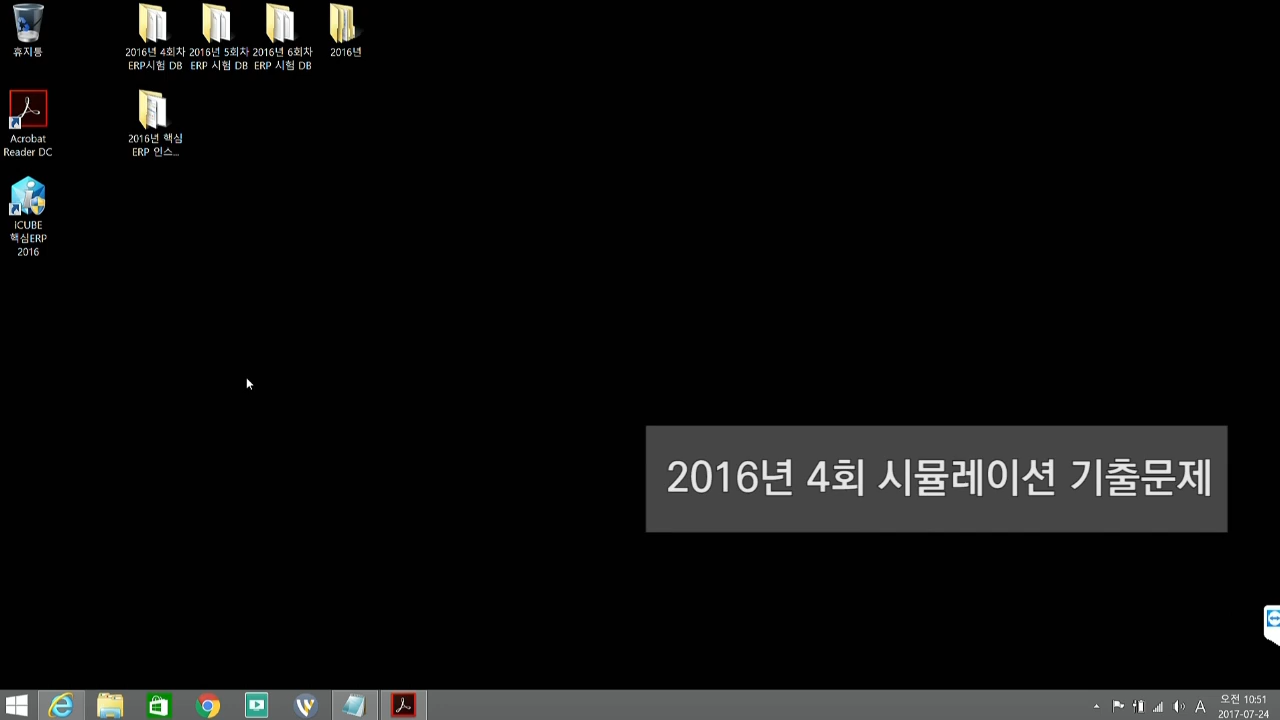 휴지통
2016년 4회차
ERP시험 DB
2016년 5회차
ERP 시험 DB
2016년 6회차
ERP 시험 DB
2016년
Acrobat
Reader DC
2016년 핵심
ERP 인스...
iCUBE
핵심ERP
2016
2016년 4회 시뮬레이션 기출문제
A
오전 10:51
2017-07-24